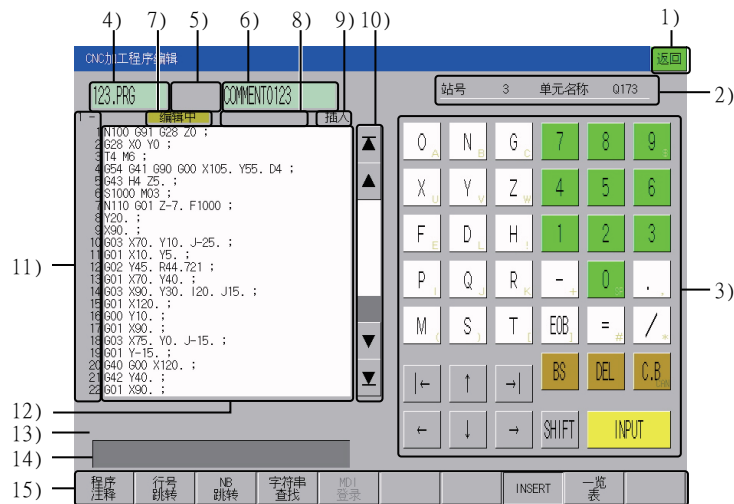 4) 7) 5) 6) 8) 9) 10) 1)
CNC加工程序编辑
返回
123.PRG
COMMENT0123
站号 3 单元名称 Q173
2)
1 -
编辑中
插入
1 N100 G91 G28 Z0 ;
2 G28 X0 Y0 ;
3 T4 M6 ;
4 G54 G41 G90 G00 X105. Y55. D4 ;
5 G43 H4 Z5. ;
6 S1000 M03 ;
7 N110 G01 Z-7. F1000 ;
8 Y20. ;
9 X90. ;
10 G03 X70. Y10. J-25. ;
11 G01 X10. Y5. ;
12 G02 Y45. R44.721 ;
13 G01 X70. Y40. ;
14 G03 X90. Y30. I20. J15. ;
15 G01 X120. ;
16 G00 Y10. ;
17 G01 X90. ;
18 G03 X75. Y0. J-15. ;
19 G01 Y-15. ;
20 G40 G00 X120. ;
21 G42 Y40. ;
22 G01 X90. ;
11)
12)
13)
14)
O A N B G C 7 8 9
X U Y V Z W 4 5 6
F E D L H ! 1 2 3
P I Q J R K - + 0 . ,
M ( S ) T [ EOB ] = # / *
|← ↑ →| BS DEL C.B CAN
← ↓ → SHIFT INPUT
3)
15)
程序注释 行号跳转 NB跳转 字符串查找 MDI登录 INSERT 一览表